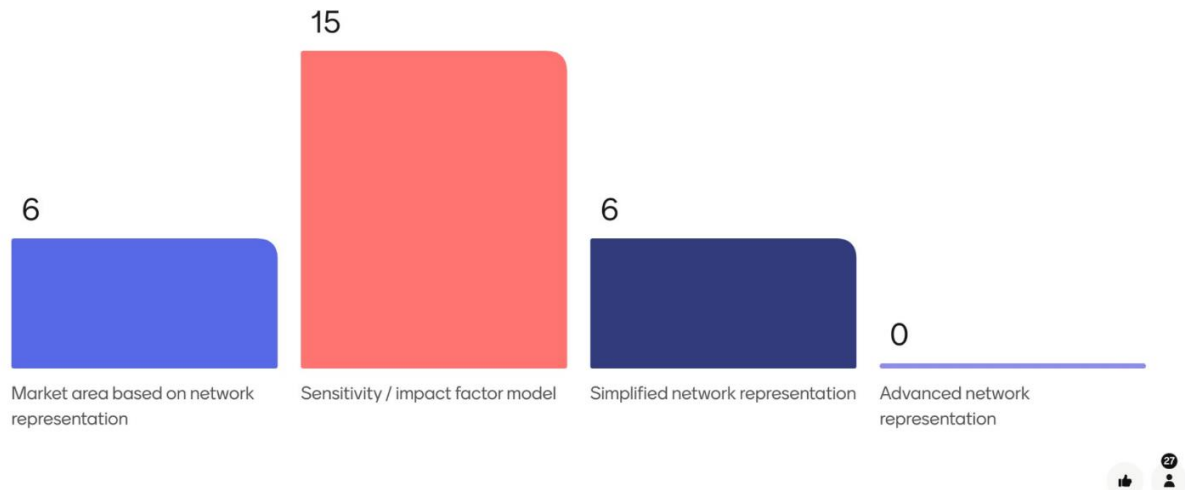 15
6
6
0
Market area based on network
representation
Sensitivity / impact factor model
Simplified network representation
Advanced network
representation
27